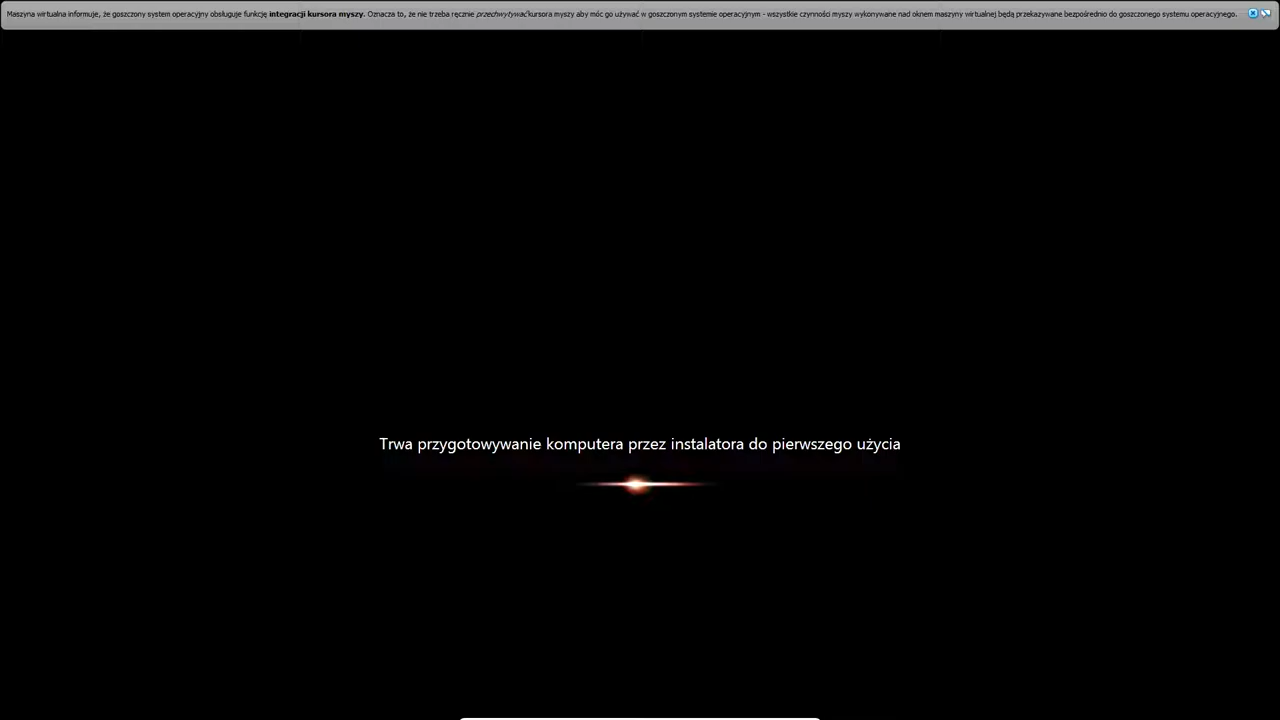 Maszyna wirtualna informuje, że goszczony system operacyjny obsługuje funkcję integracji kursora myszy. Oznacza to, że nie trzeba ręcznie przechwytywać kursora myszy aby móc go używać w goszczonym systemie operacyjnym - wszystkie czynności myszy wykonywane nad oknem maszyny wirtualnej będą przekazywane bezpośrednio do goszczonego systemu operacyjnego.
Trwa przygotowywanie komputera przez instalatora do pierwszego użycia